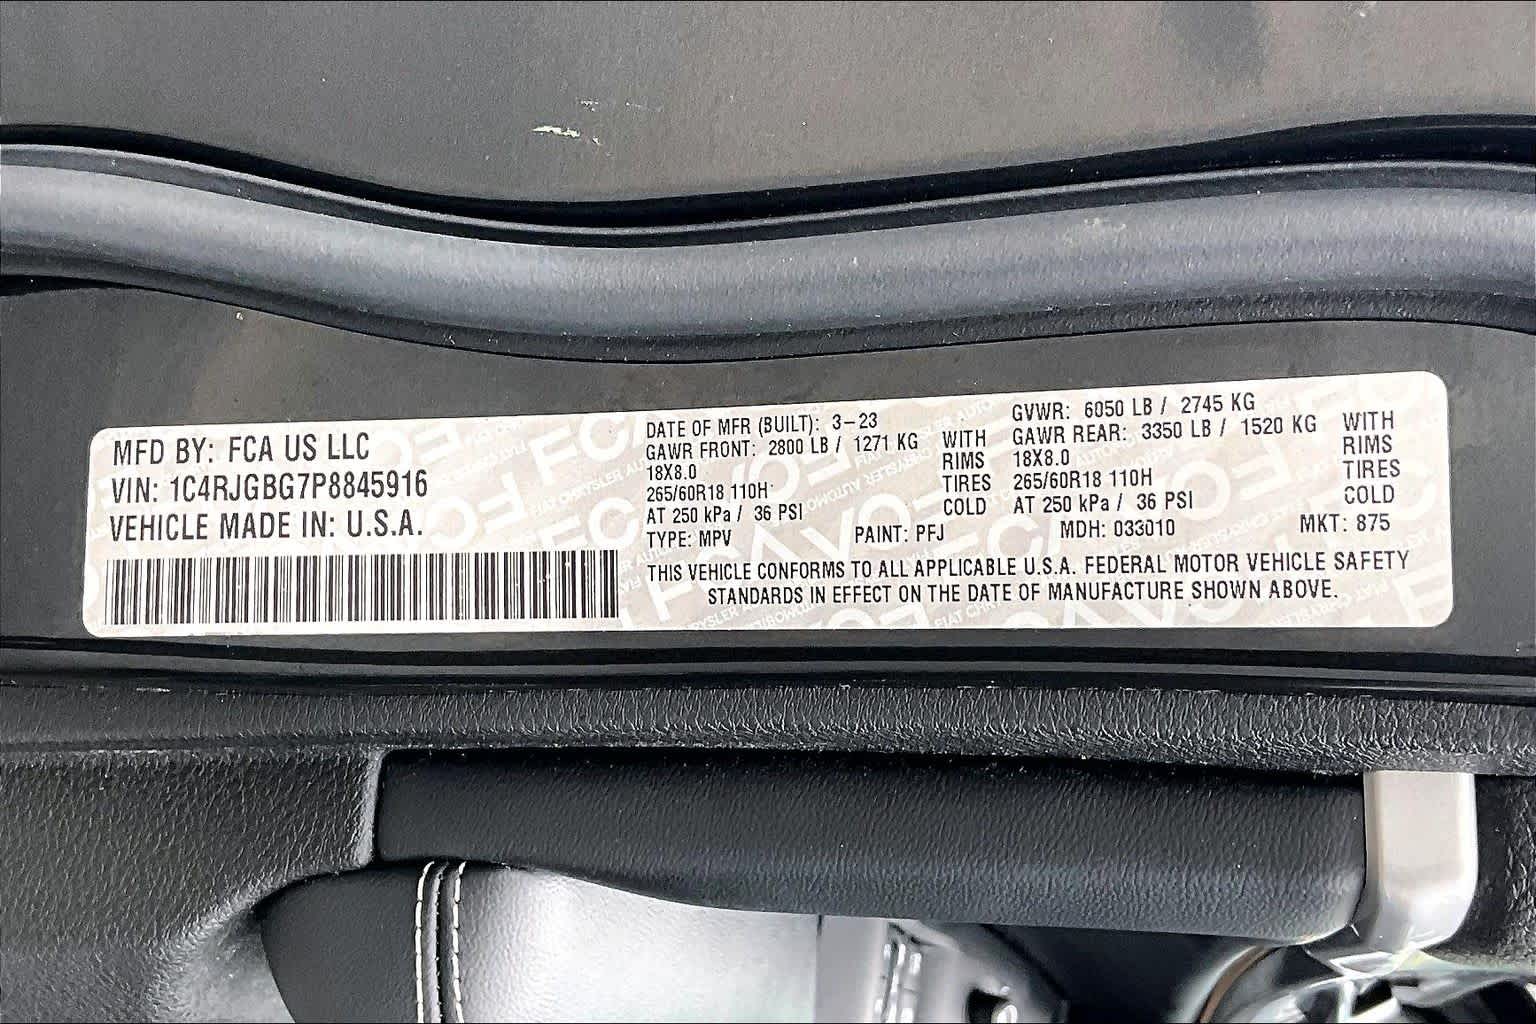 MFD BY: FCA US LLC
VIN: 1C4RJGBG7P8845916
VEHICLE MADE IN: U.S.A.
DATE OF MFR (BUILT): 3-23
GAWR FRONT: 2800 LB / 1271 KG WITH
18X8.0 RIMS
265/60R18 110H TIRES
AT 250 kPa / 36 PSI COLD
GVWR: 6050 LB / 2745 KG
GAWR REAR: 3350 LB / 1520 KG WITH
18X8.0 RIMS
265/60R18 110H TIRES
AT 250 kPa / 36 PSI COLD
TYPE: MPV PAINT: PFJ MDH: 033010 MKT: 875
THIS VEHICLE CONFORMS TO ALL APPLICABLE U.S.A. FEDERAL MOTOR VEHICLE SAFETY
STANDARDS IN EFFECT ON THE DATE OF MANUFACTURE SHOWN ABOVE.